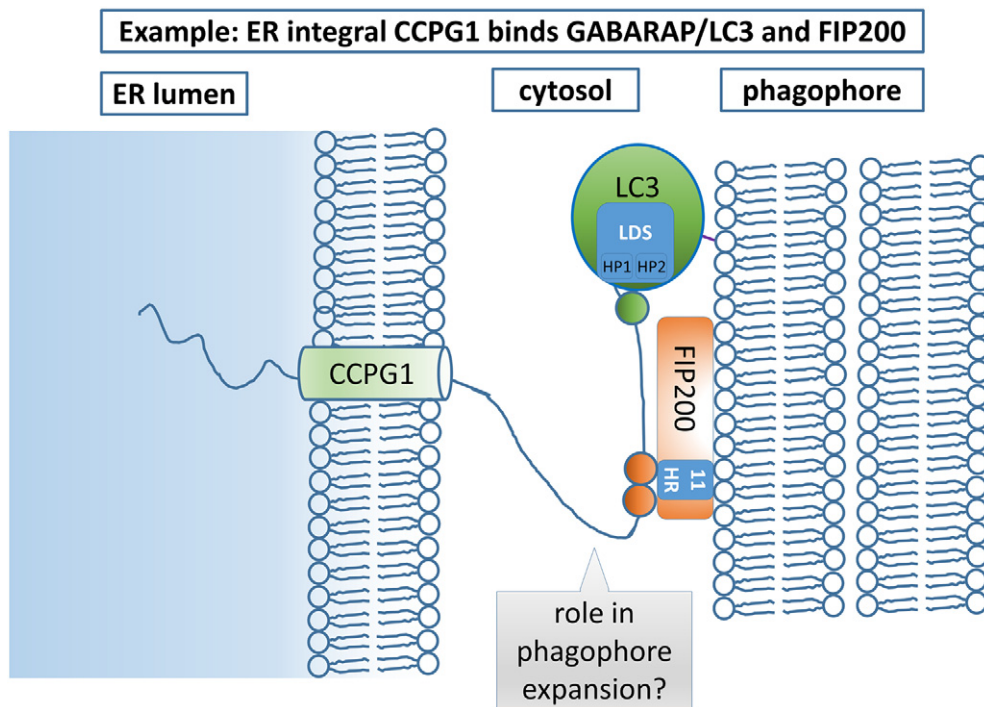 Example: ER integral CCPG1 binds GABARAP/LC3 and FIP200
ER lumen
cytosol
phagophore
LC3
LDS
HP1 HP2
CCPG1
FIP200
11
HR
role in
phagophore
expansion?